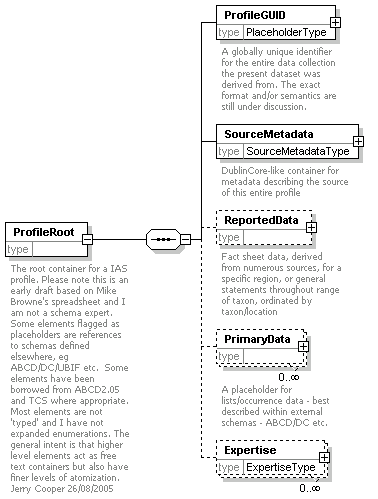 ProfileGUID
type PlaceholderType
A globally unique identifier
for the entire data collection
the present dataset was
derived from. The exact
format and/or semantics are
still under discussion.
SourceMetadata
type SourceMetadataType
DublinCore-like container for
metadata describing the source
of this entire profile
ProfileRoot
type
The root container for a IAS
profile. Please note this is an
early draft based on Mike
Browne's spreadsheet and I
am not a schema expert.
Some elements flagged as
placeholders are references
to schemas defined
elsewhere, eg
ABCD/DC/UBIF etc. Some
elements have been
borrowed from ABCD2.05
and TCS where appropriate.
Most elements are not
'typed' and I have not
expanded enumerations. The
general intent is that higher
level elements act as free
text containers but also have
finer levels of atomization.
Jerry Cooper 26/08/2005
ReportedData
type
Fact sheet data, derived
from numerous sources, for a
specific region, or general
statements throughout range
of taxon, ordinated by
taxon/location
PrimaryData
type
0..∞
A placeholder for
lists/occurrence data - best
described within external
schemas - ABCD/DC etc.
Expertise
type ExpertiseType
0..∞